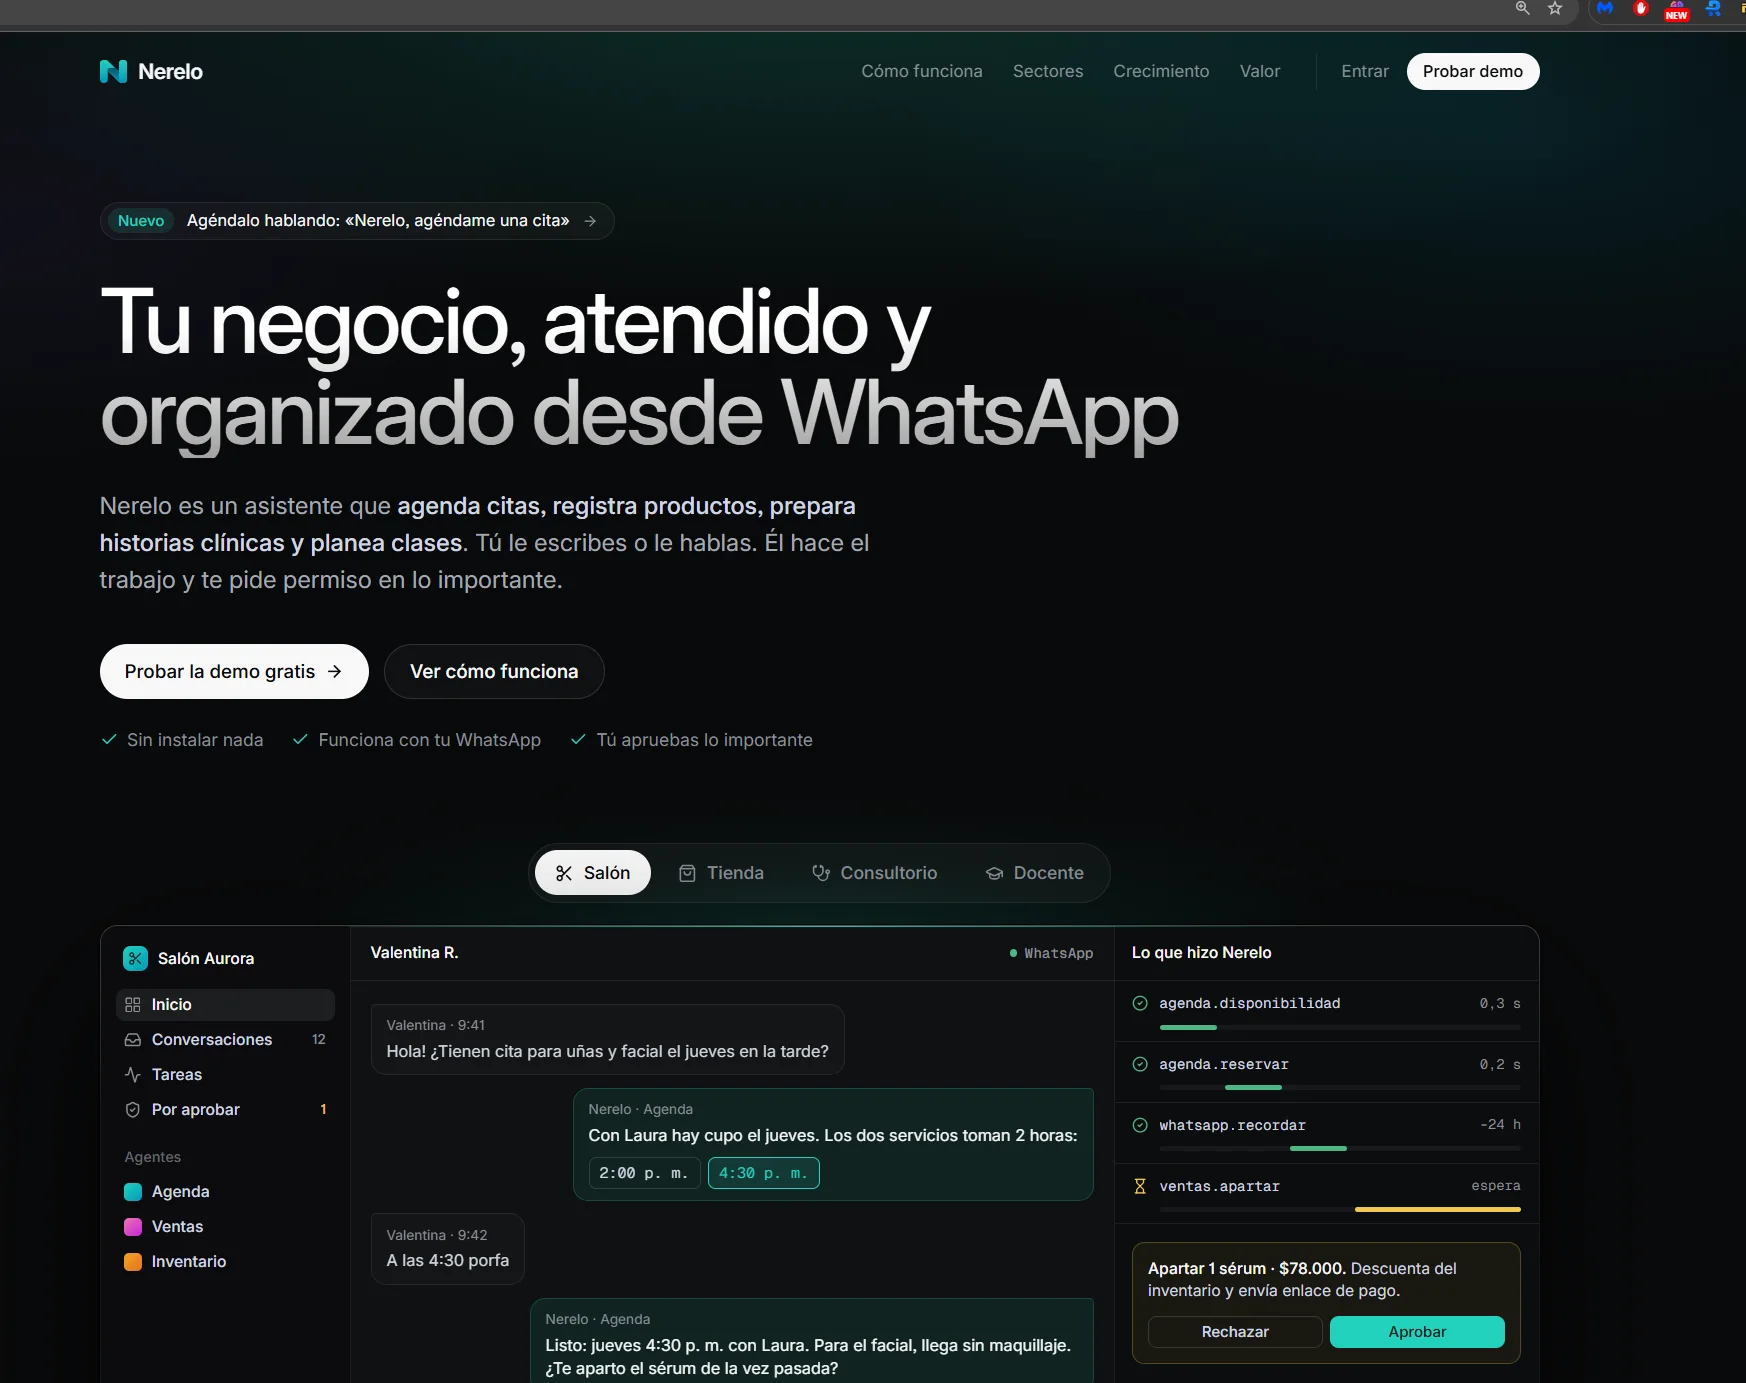 NEW
Nerelo
Cómo funciona
Sectores
Crecimiento
Valor
Entrar
Probar demo
Nuevo Agéndalo hablando: «Nerelo, agéndame una cita» →
Tu negocio, atendido y
organizado desde WhatsApp
Nerelo es un asistente que agenda citas, registra productos, prepara
historias clínicas y planea clases. Tú le escribes o le hablas. Él hace el
trabajo y te pide permiso en lo importante.
Probar la demo gratis →
Ver cómo funciona
Sin instalar nada
Funciona con tu WhatsApp
Tú apruebas lo importante
Salón
Tienda
Consultorio
Docente
Salón Aurora
Inicio
Conversaciones 12
Tareas
Por aprobar 1
Agentes
Agenda
Ventas
Inventario
Valentina R.
WhatsApp
Valentina · 9:41
Hola! ¿Tienen cita para uñas y facial el jueves en la tarde?
Nerelo · Agenda
Con Laura hay cupo el jueves. Los dos servicios toman 2 horas:
2:00 p. m.
4:30 p. m.
Valentina · 9:42
A las 4:30 porfa
Nerelo · Agenda
Listo: jueves 4:30 p. m. con Laura. Para el facial, llega sin maquillaje.
¿Te aparto el sérum de la vez pasada?
Lo que hizo Nerelo
agenda.disponibilidad 0,3 s
agenda.reservar 0,2 s
whatsapp.recordar −24 h
ventas.apartar espera
Apartar 1 sérum · $78.000. Descuenta del
inventario y envía enlace de pago.
Rechazar
Aprobar